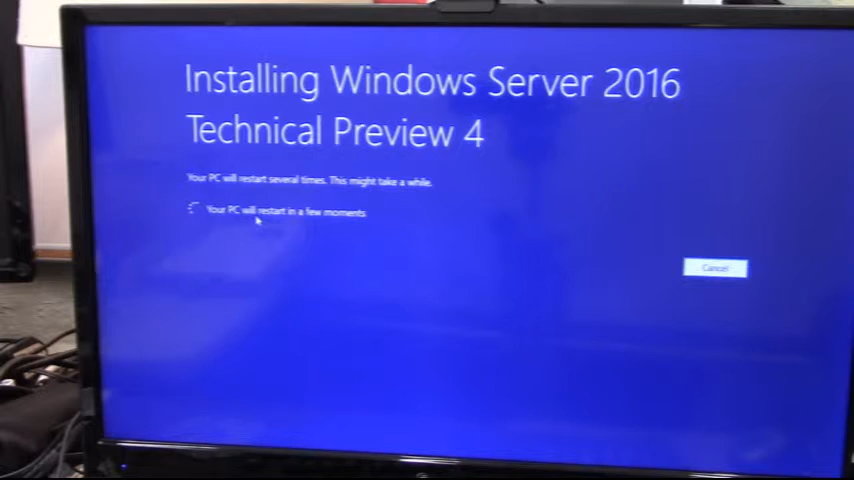 Installing Windows Server 2016
Technical Preview 4
Your PC will restart several times. This might take a while.
Your PC will restart in a few moments
Cancel